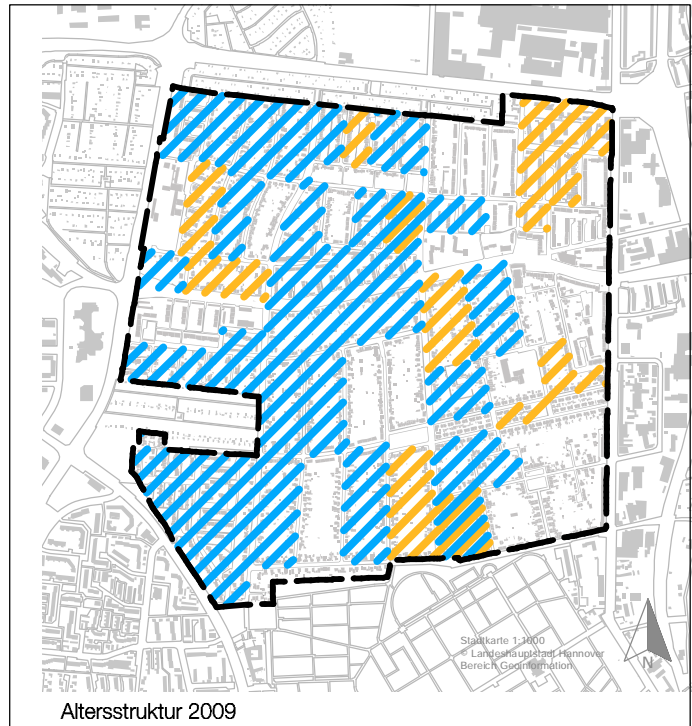 Stadtkarte 1:1000
© Landeshauptstadt Hannover
Bereich Geoinformation
N
Altersstruktur 2009